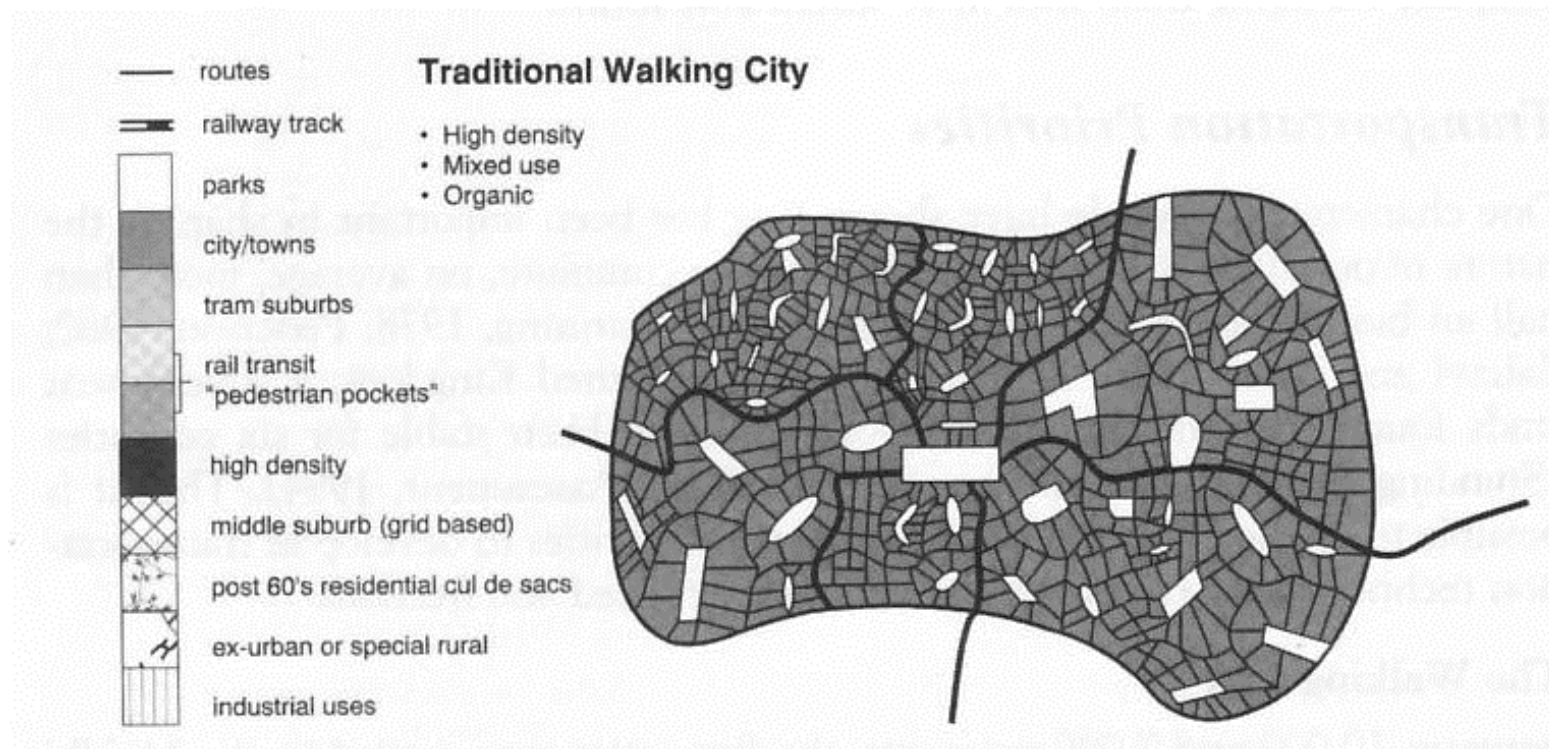 Traditional Walking City
• High density
• Mixed use
• Organic
routes
railway track
parks
city/towns
tram suburbs
rail transit
"pedestrian pockets"
high density
middle suburb (grid based)
post 60's residential cul de sacs
ex-urban or special rural
industrial uses